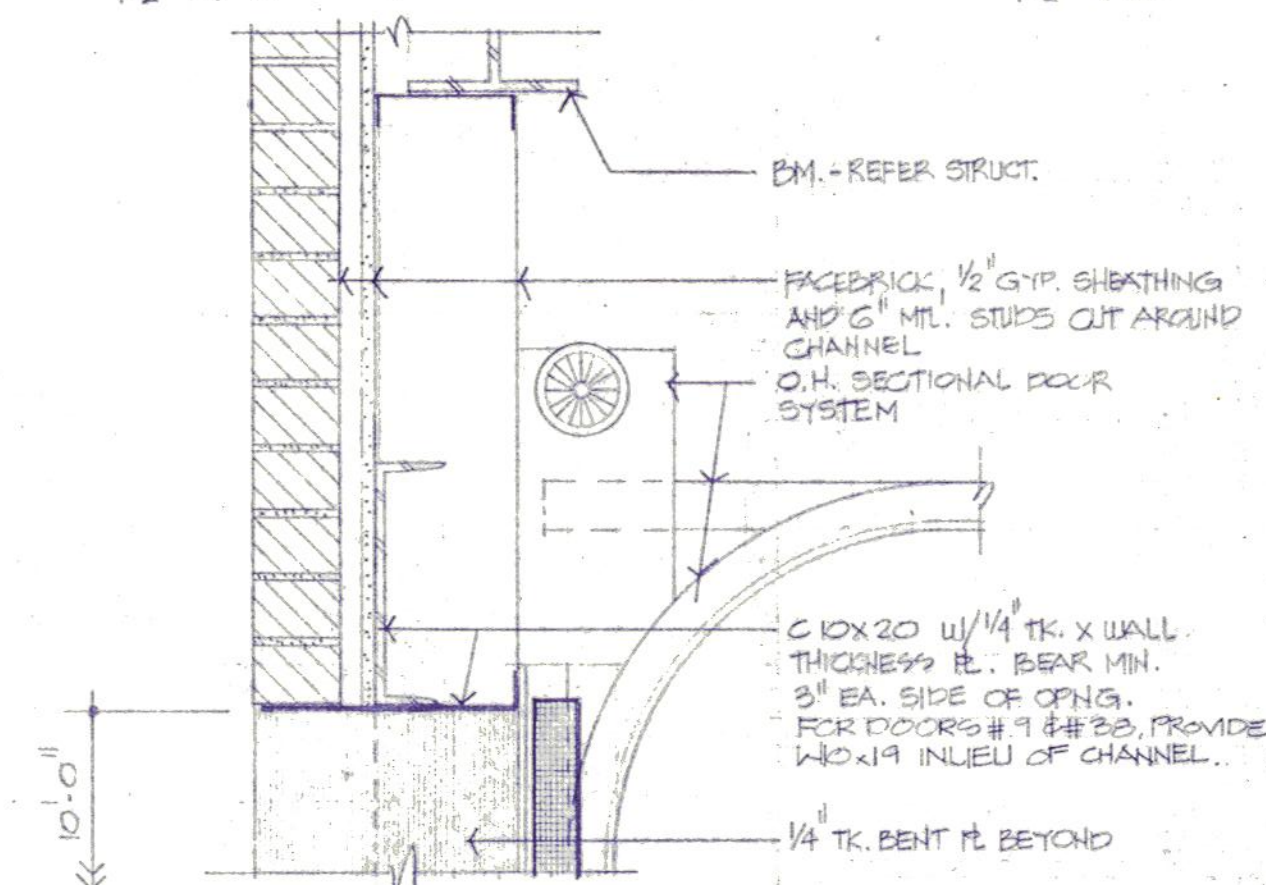 BM. - REFER STRUCT.
FACEBRICK, 1/2" GYP. SHEATHING
AND 6" MTL. STUDS CUT AROUND
CHANNEL
O.H. SECTIONAL DOOR
SYSTEM
C 10X20 W/ 1/4" TK. X WALL
THICKNESS PL. BEAR MIN.
3" EA. SIDE OF OPNG.
FOR DOORS # 9 & # 38, PROVIDE
W10x19 INLIEU OF CHANNEL.
10'-0"
1/4" TK. BENT PL BEYOND